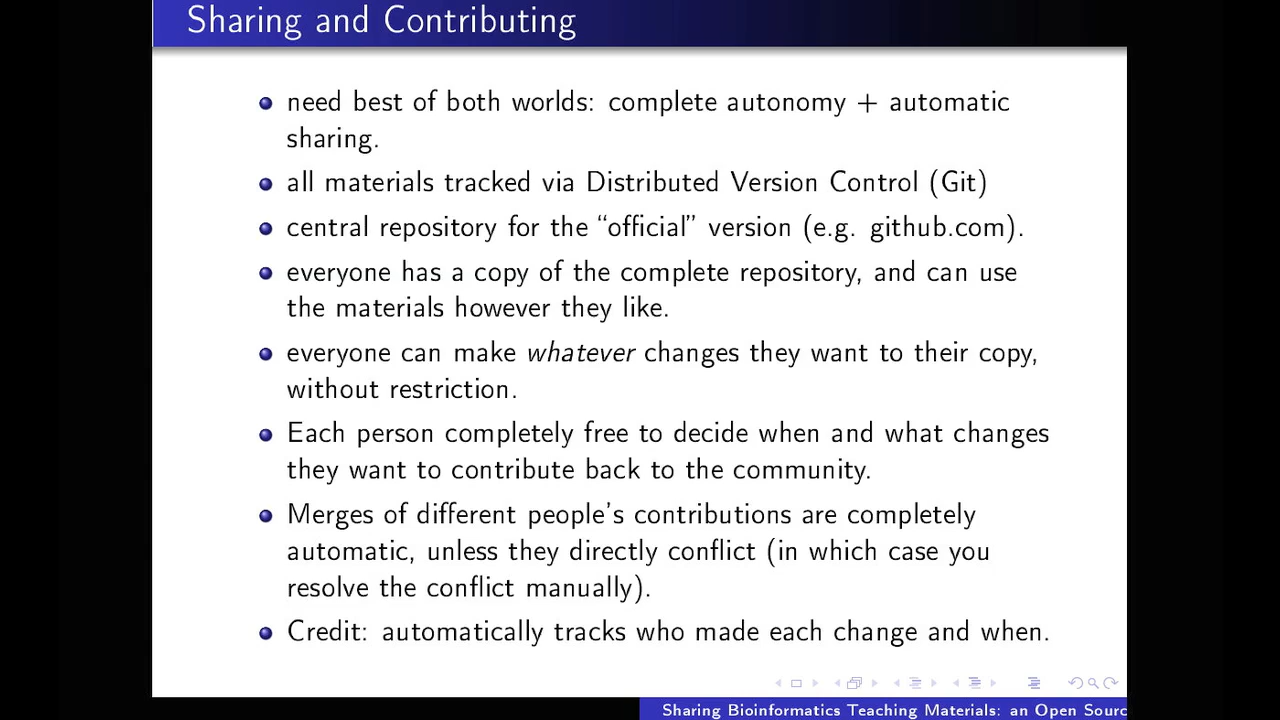 Sharing and Contributing
need best of both worlds: complete autonomy + automatic
sharing.
all materials tracked via Distributed Version Control (Git)
central repository for the “official” version (e.g. github.com).
everyone has a copy of the complete repository, and can use
the materials however they like.
everyone can make whatever changes they want to their copy,
without restriction.
Each person completely free to decide when and what changes
they want to contribute back to the community.
Merges of different people's contributions are completely
automatic, unless they directly conflict (in which case you
resolve the conflict manually).
Credit: automatically tracks who made each change and when.
Sharing Bioinformatics Teaching Materials: an Open Sourc